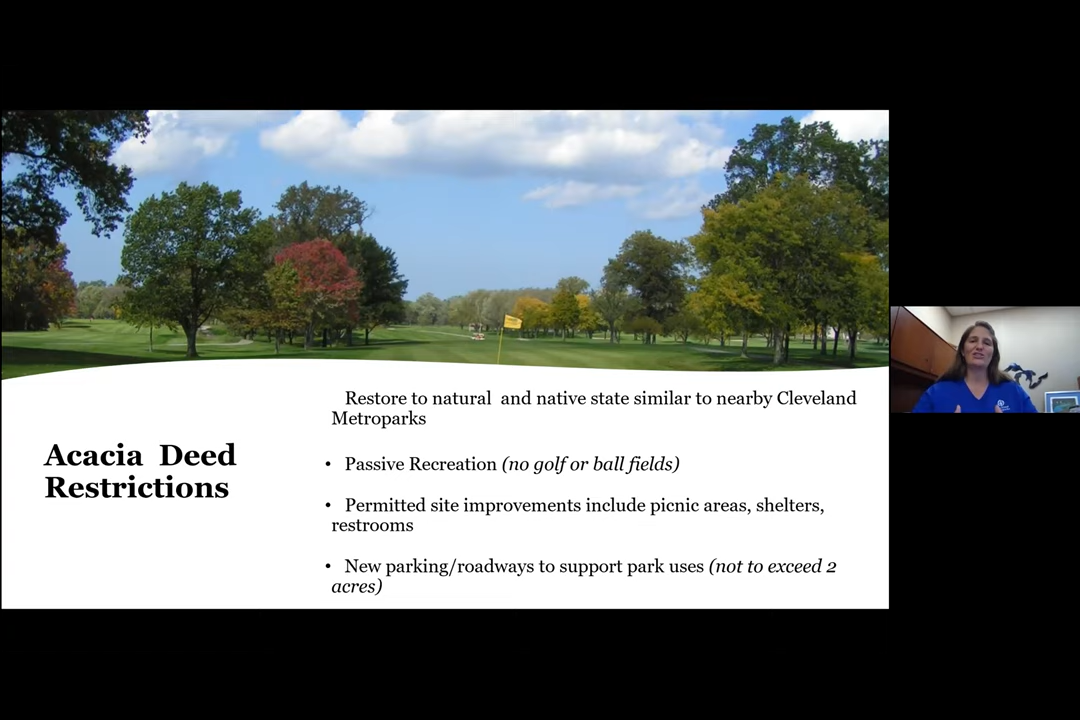 Acacia Deed
Restrictions
Restore to natural and native state similar to nearby Cleveland
Metroparks
• Passive Recreation (no golf or ball fields)
• Permitted site improvements include picnic areas, shelters,
restrooms
• New parking/roadways to support park uses (not to exceed 2
acres)